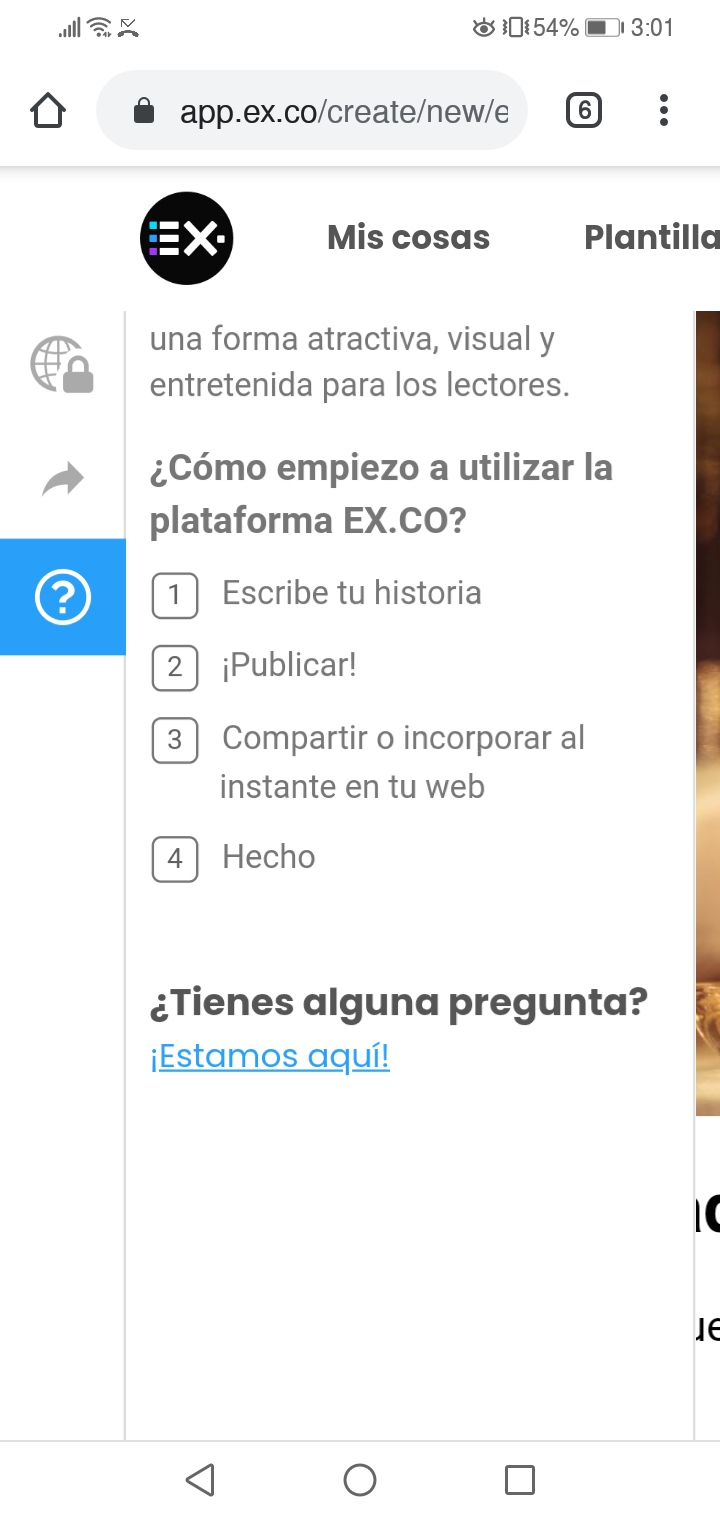 54% 3:01
app.ex.co/create/new/e
6
EX.
Mis cosas Plantilla
una forma atractiva, visual y
entretenida para los lectores.
¿Cómo empiezo a utilizar la
plataforma EX.CO?
1 Escribe tu historia
2 ¡Publicar!
3 Compartir o incorporar al
instante en tu web
4 Hecho
¿Tienes alguna pregunta?
¡Estamos aquí!